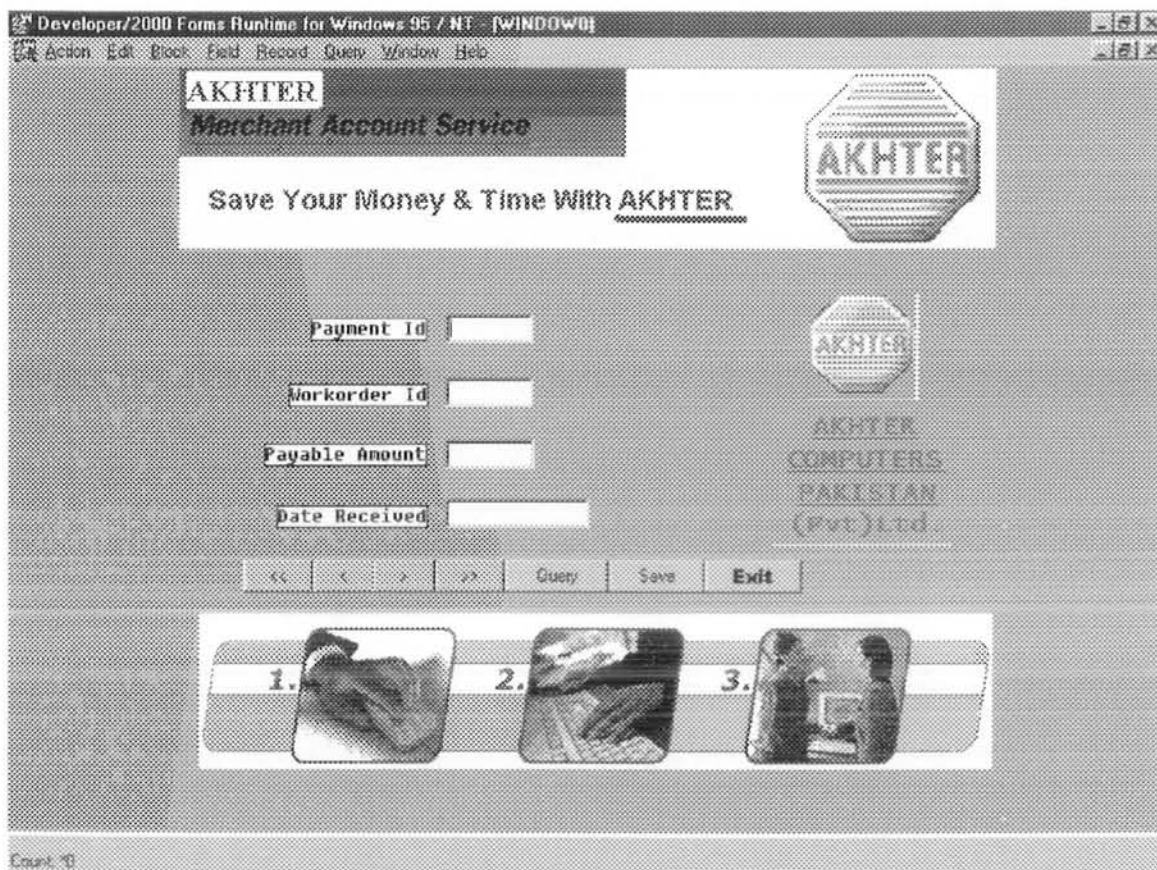 Developer/2000 Forms Runtime for Windows 95 / NT - [WINDOW0]
Action Edit Block Field Record Query Window Help
AKHTER
Merchant Account Service
AKHTER
Save Your Money & Time With AKHTER
Payment Id
AKHTER
Workorder Id
AKHTER
COMPUTERS
PAKISTAN
(Pvt)Ltd.
Payable Amount
Date Received
<< < > >> Query Save Exit
1. 2. 3.
Count: *0